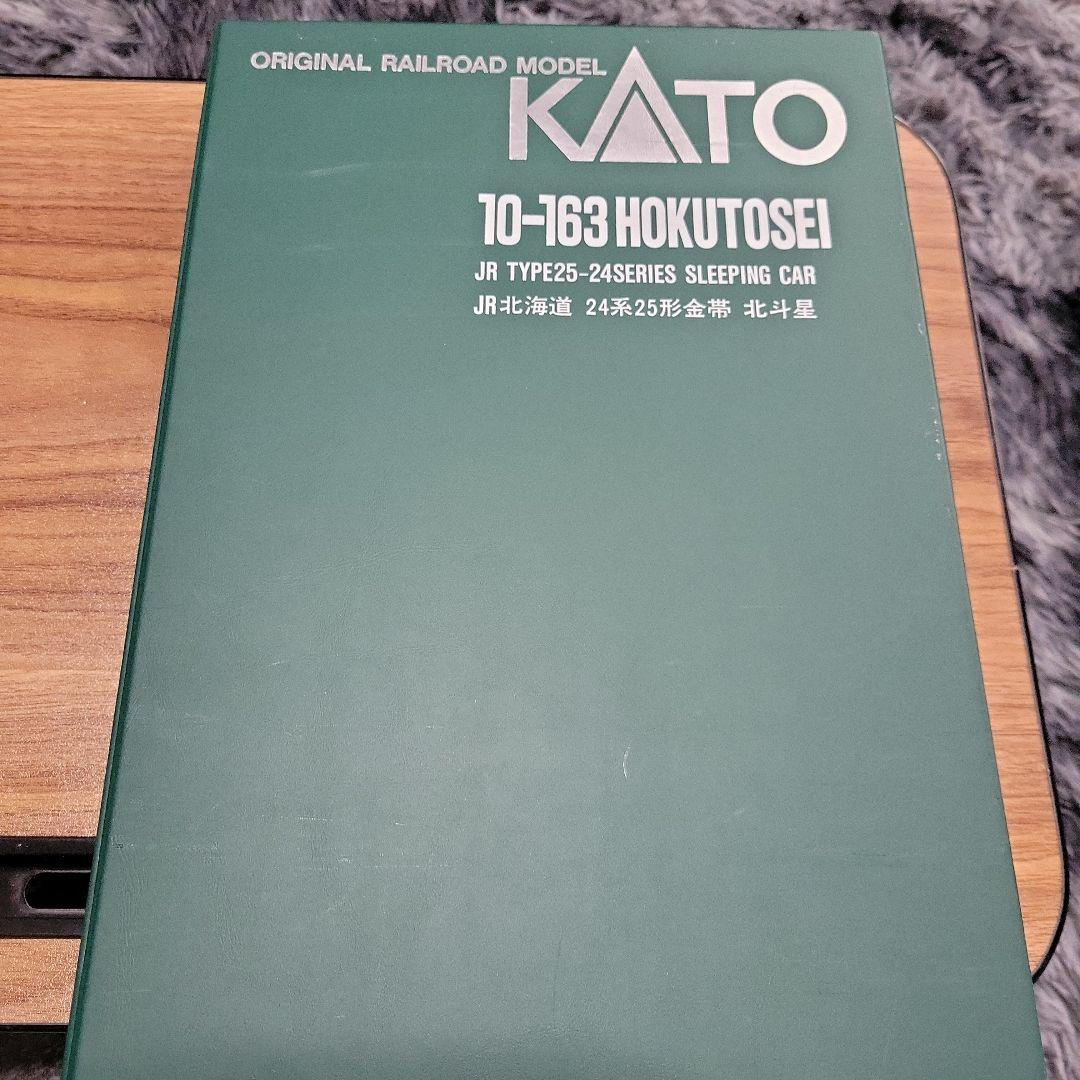 ORIGINAL RAILROAD MODEL
KATO
10-163 HOKUTOSEI
JR TYPE25-24SERIES SLEEPING CAR
JR北海道 24系25形金帯 北斗星